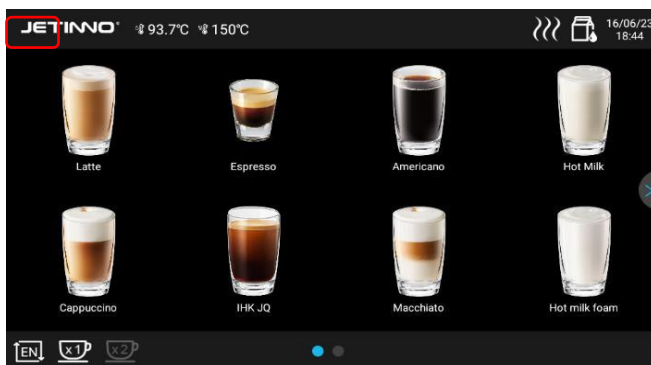 JETINNO® 93.7℃ 150℃ 16/06/23
18:44
Latte Espresso Americano Hot Milk
Cappuccino IHK JQ Macchiato Hot milk foam
EN x1 x2